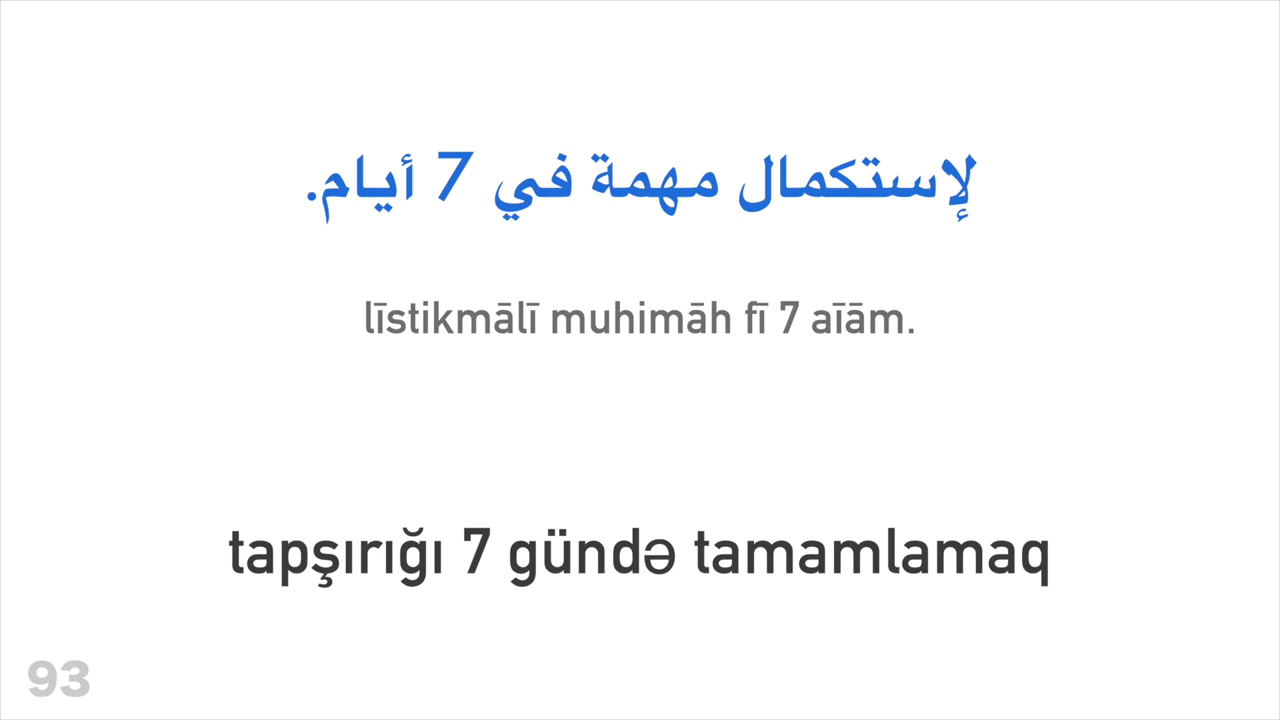 لإستكمال مهمة في 7 أيام.
līstikmālī muhimāh fī 7 aīām.
tapşırığı 7 gündə tamamlamaq
93